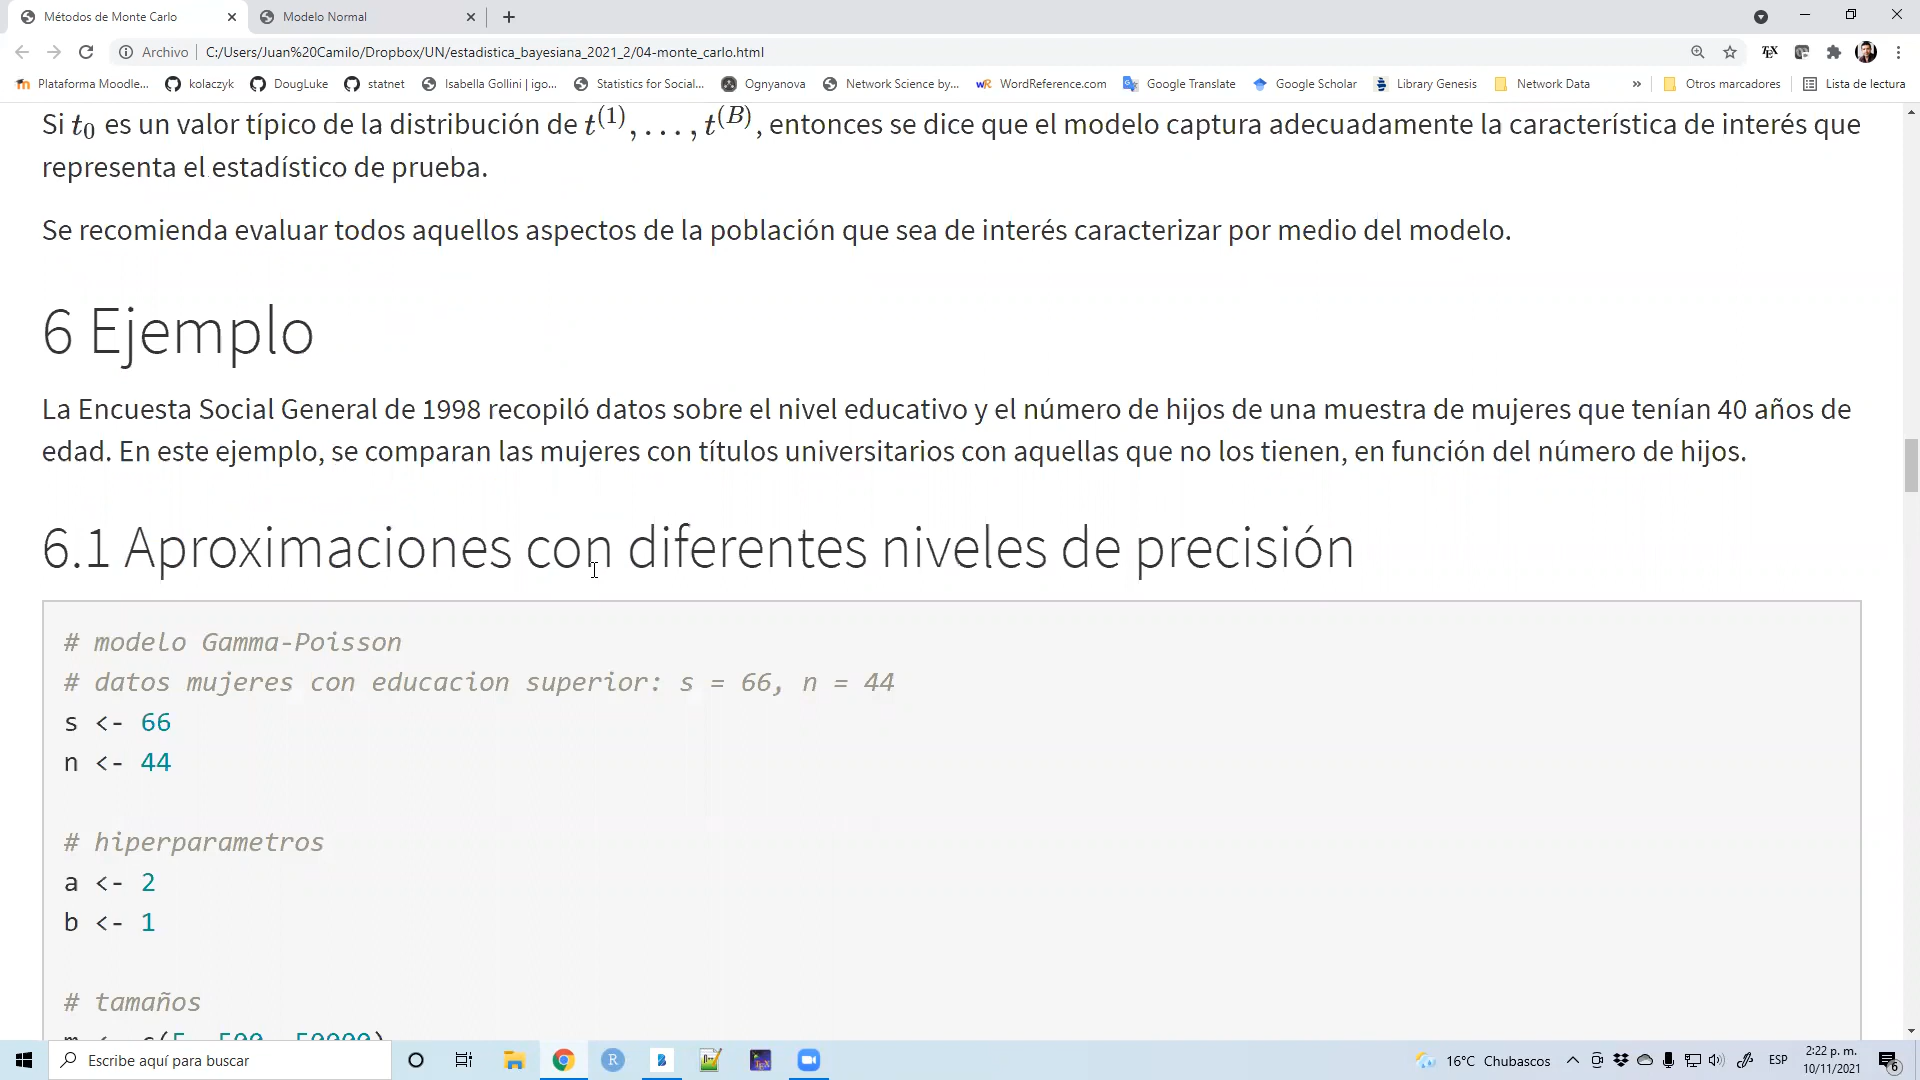 Métodos de Monte Carlo
Modelo Normal
Archivo
C:/Users/Juan%20Camilo/Dropbox/UN/estadistica_bayesiana_2021_2/04-monte_carlo.html
Plataforma Moodle...
kolaczyk
DougLuke
statnet
Isabella Gollini | igo...
Statistics for Social...
Ognyanova
Network Science by...
WordReference.com
Google Translate
Google Scholar
Library Genesis
Network Data
»
Otros marcadores
Lista de lectura
Si t₀ es un valor típico de la distribución de t⁽¹⁾, . . . , t⁽ᴮ⁾, entonces se dice que el modelo captura adecuadamente la característica de interés que
representa el estadístico de prueba.
Se recomienda evaluar todos aquellos aspectos de la población que sea de interés caracterizar por medio del modelo.
6 Ejemplo
La Encuesta Social General de 1998 recopiló datos sobre el nivel educativo y el número de hijos de una muestra de mujeres que tenían 40 años de
edad. En este ejemplo, se comparan las mujeres con títulos universitarios con aquellas que no los tienen, en función del número de hijos.
6.1 Aproximaciones con diferentes niveles de precisión
# modelo Gamma-Poisson
# datos mujeres con educacion superior: s = 66, n = 44
s <- 66
n <- 44
# hiperparametros
a <- 2
b <- 1
# tamaños
m <- c(5, 500, 50000)
Escribe aquí para buscar
16°C Chubascos
ESP
2:22 p. m.
10/11/2021
6